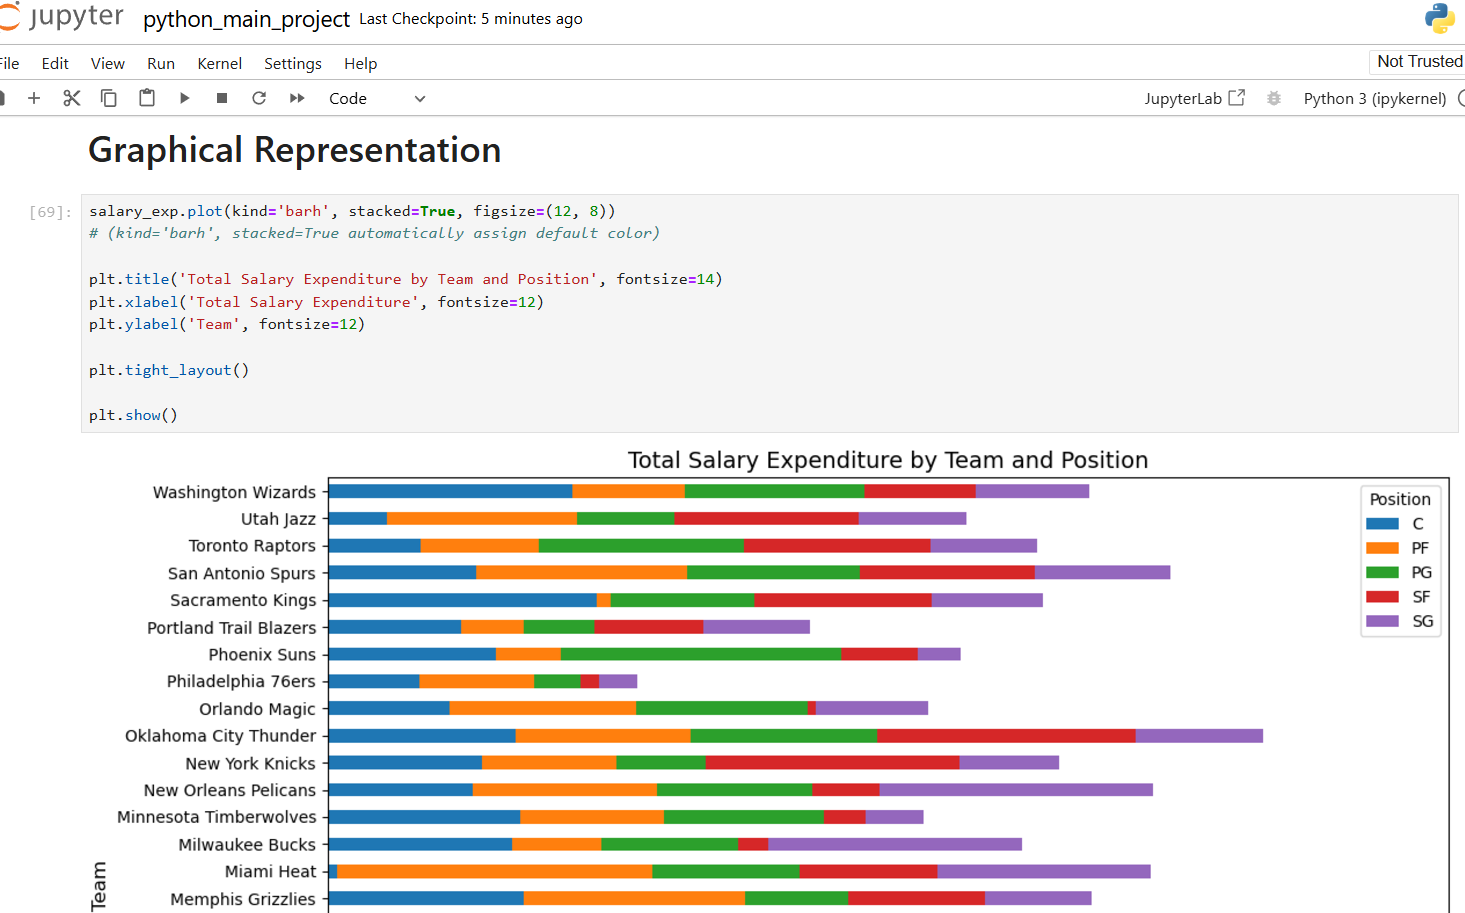 jupyter python_main_project Last Checkpoint: 5 minutes ago
File Edit View Run Kernel Settings Help Not Trusted
Code JupyterLab Python 3 (ipykernel)
Graphical Representation
[69]:
salary_exp.plot(kind='barh', stacked=True, figsize=(12, 8))
# (kind='barh', stacked=True automatically assign default color)
plt.title('Total Salary Expenditure by Team and Position', fontsize=14)
plt.xlabel('Total Salary Expenditure', fontsize=12)
plt.ylabel('Team', fontsize=12)
plt.tight_layout()
plt.show()
Total Salary Expenditure by Team and Position
Washington Wizards
Utah Jazz
Toronto Raptors
San Antonio Spurs
Sacramento Kings
Portland Trail Blazers
Phoenix Suns
Philadelphia 76ers
Orlando Magic
Oklahoma City Thunder
New York Knicks
New Orleans Pelicans
Minnesota Timberwolves
Milwaukee Bucks
Miami Heat
Memphis Grizzlies
Team
Position
C
PF
PG
SF
SG